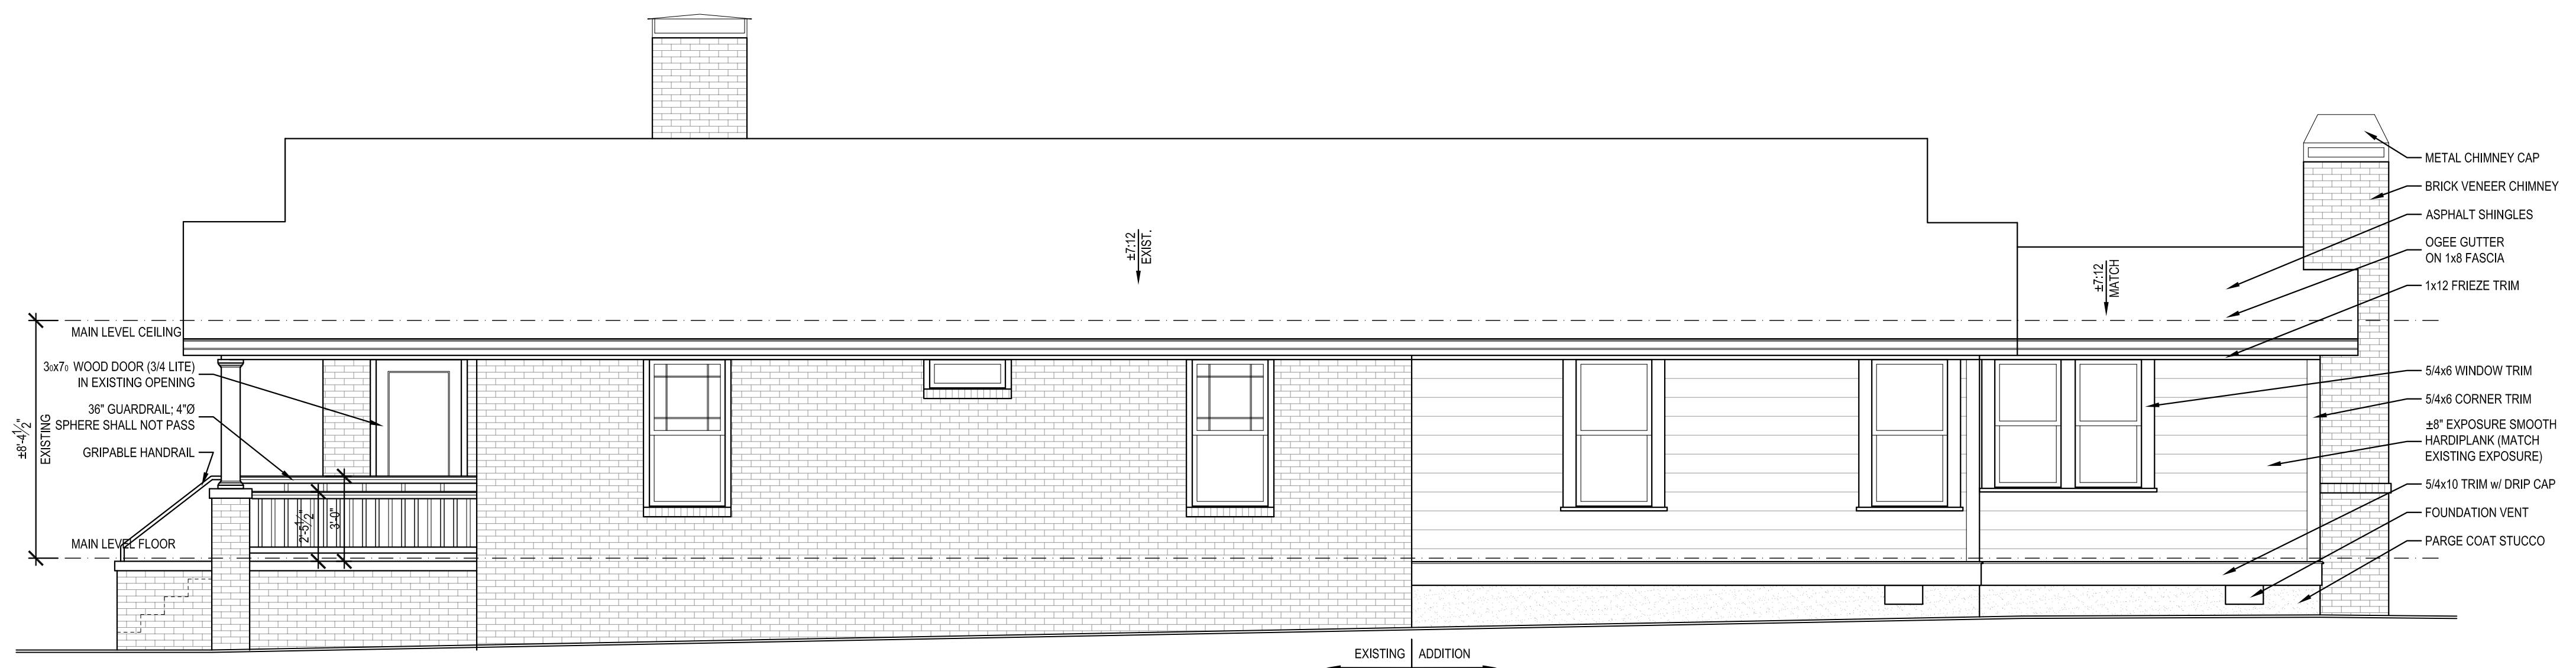 METAL CHIMNEY CAP
BRICK VENEER CHIMNEY
ASPHALT SHINGLES
OGEE GUTTER
ON 1x8 FASCIA
1x12 FRIEZE TRIM
±7:12
EXIST.
±7:12
MATCH
MAIN LEVEL CEILING
3₀x7₀ WOOD DOOR (3/4 LITE)
IN EXISTING OPENING
36" GUARDRAIL; 4"Ø
SPHERE SHALL NOT PASS
GRIPABLE HANDRAIL
±8'-4½"
EXISTING
2'-5½"
3'-0"
MAIN LEVEL FLOOR
5/4x6 WINDOW TRIM
5/4x6 CORNER TRIM
±8" EXPOSURE SMOOTH
HARDIPLANK (MATCH
EXISTING EXPOSURE)
5/4x10 TRIM w/ DRIP CAP
FOUNDATION VENT
PARGE COAT STUCCO
EXISTING
ADDITION